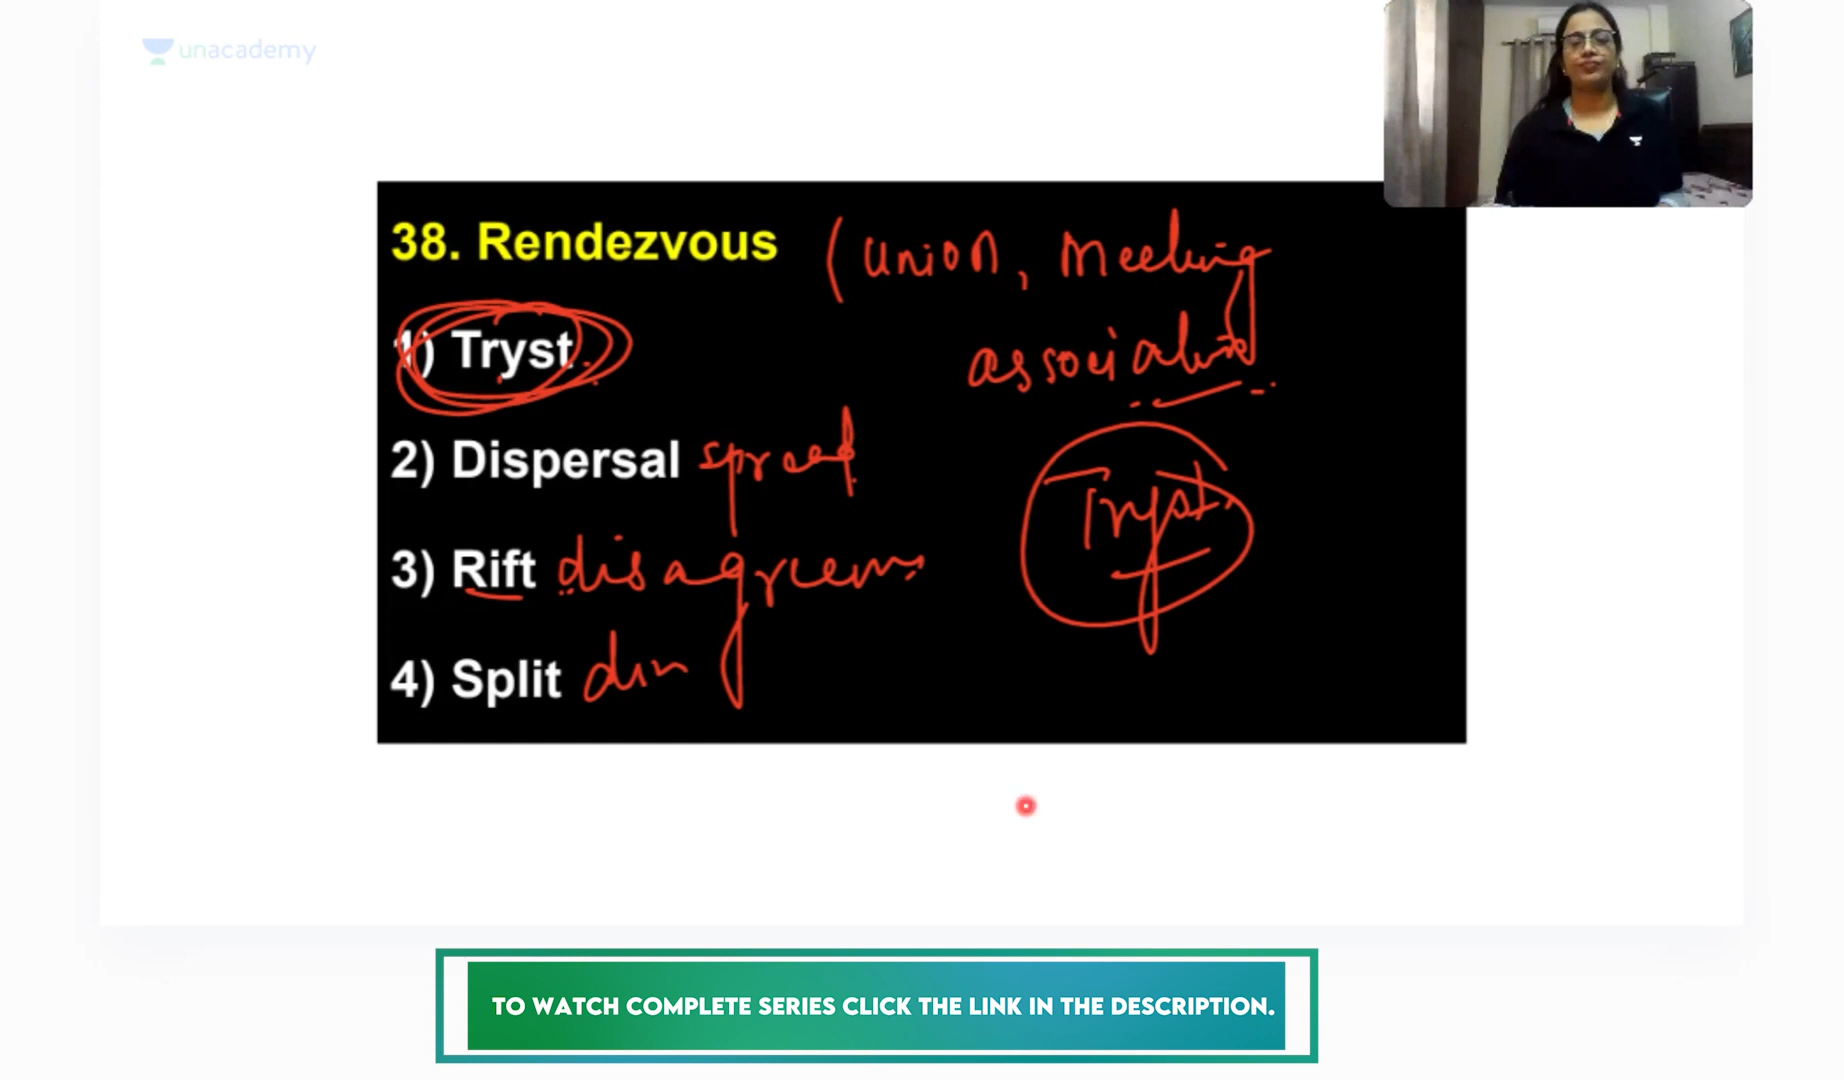 unacademy
38. Rendezvous (union, meeting
association
1) Tryst
2) Dispersal spread
Tryst
3) Rift disagreem
4) Split
TO WATCH COMPLETE SERIES CLICK THE LINK IN THE DESCRIPTION.